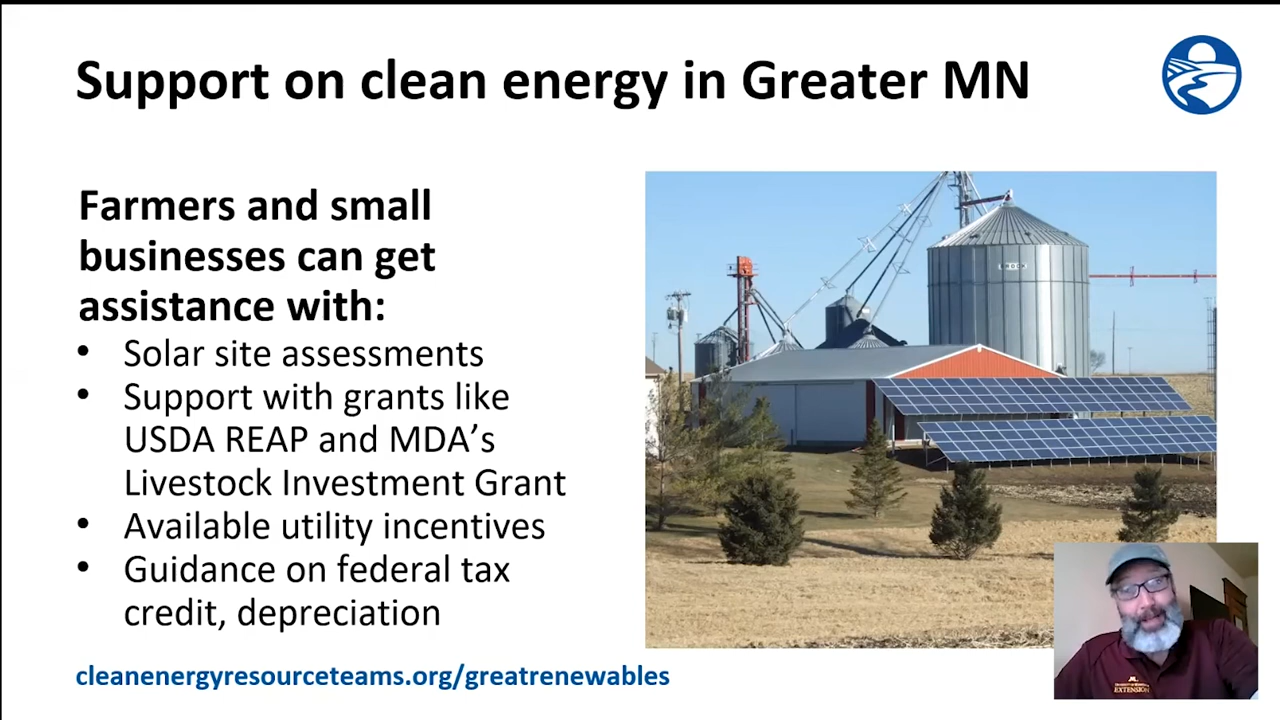 Support on clean energy in Greater MN
Farmers and small
businesses can get
assistance with:
• Solar site assessments
• Support with grants like
USDA REAP and MDA’s
Livestock Investment Grant
• Available utility incentives
• Guidance on federal tax
credit, depreciation
cleanenergyresourceteams.org/greatrenewables
EXTENSION